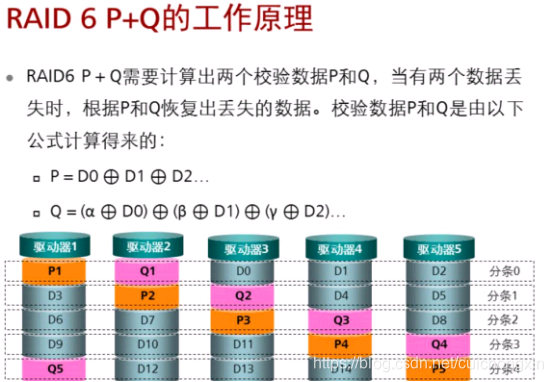 RAID 6 P+Q的工作原理
RAID6 P + Q需要计算出两个校验数据P和Q，当有两个数据丢
失时，根据P和Q恢复出丢失的数据。校验数据P和Q是由以下
公式计算得来的：
P = D0 ⊕ D1 ⊕ D2…
Q = (α ⊕ D0) ⊕ (β ⊕ D1) ⊕ (γ ⊕ D2)…
驱动器1 驱动器2 驱动器3 驱动器4 驱动器5
P1 Q1 D0 D1 D2 分条0
D3 P2 Q2 D4 D5 分条1
D6 D7 P3 Q3 D8 分条2
D9 D10 D11 P4 Q4 分条3
Q5 D12 D13 D14 P5 分条4